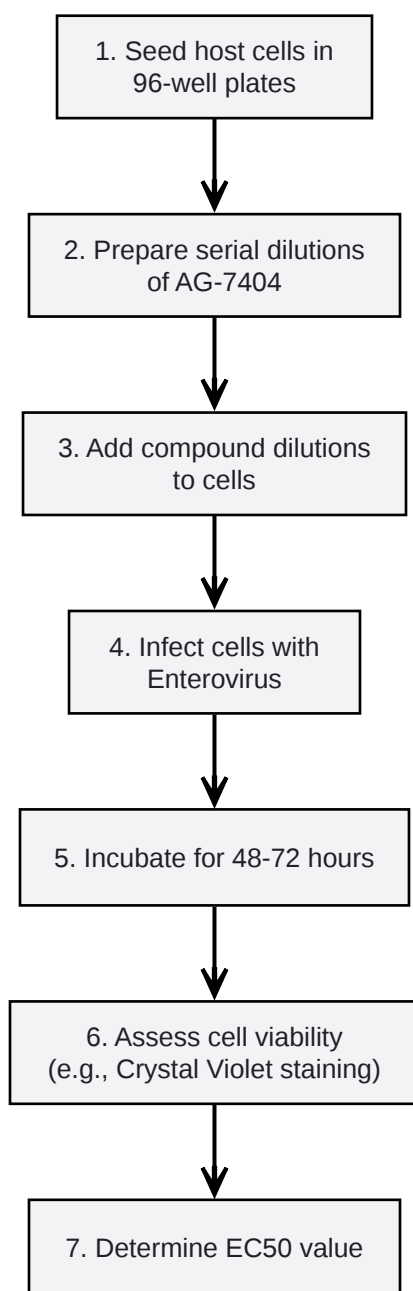 1. Seed host cells in
96-well plates
2. Prepare serial dilutions
of AG-7404
3. Add compound dilutions
to cells
4. Infect cells with
Enterovirus
5. Incubate for 48-72 hours
6. Assess cell viability
(e.g., Crystal Violet staining)
7. Determine EC50 value